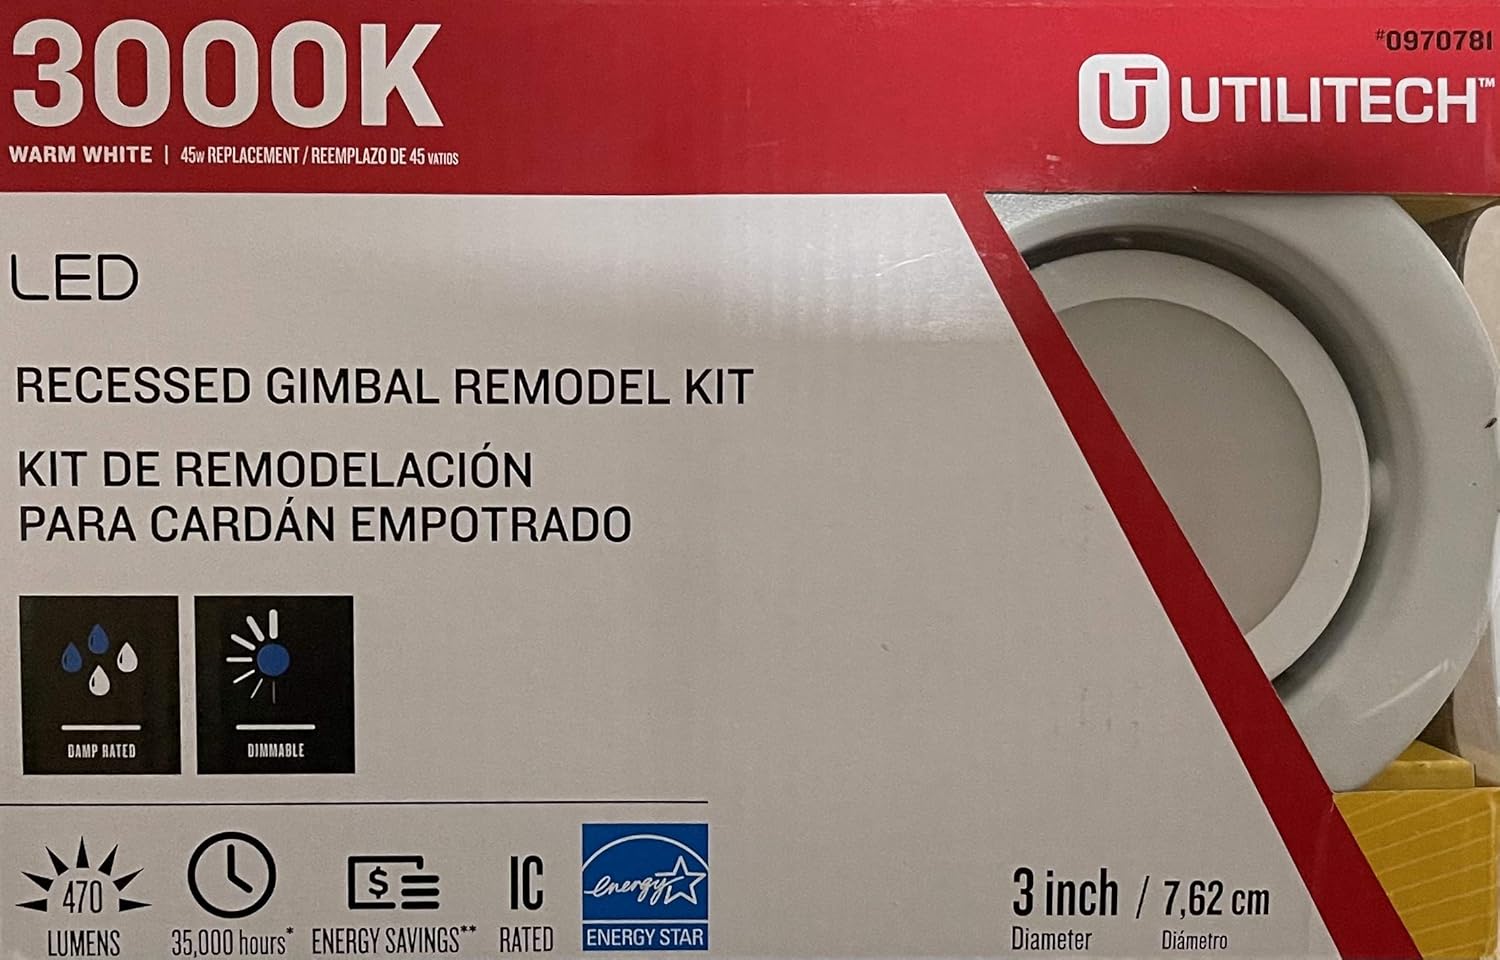 3000K
WARM WHITE | 45W REPLACEMENT / REEMPLAZO DE 45 VATIOS
#0970781
UTILITECH™
LED
RECESSED GIMBAL REMODEL KIT
KIT DE REMODELACIÓN
PARA CARDÁN EMPOTRADO
DAMP RATED
DIMMABLE
470
LUMENS
35,000 hours*
$
ENERGY SAVINGS**
IC
RATED
energy
ENERGY STAR
3 inch / 7,62 cm
Diameter Diámetro